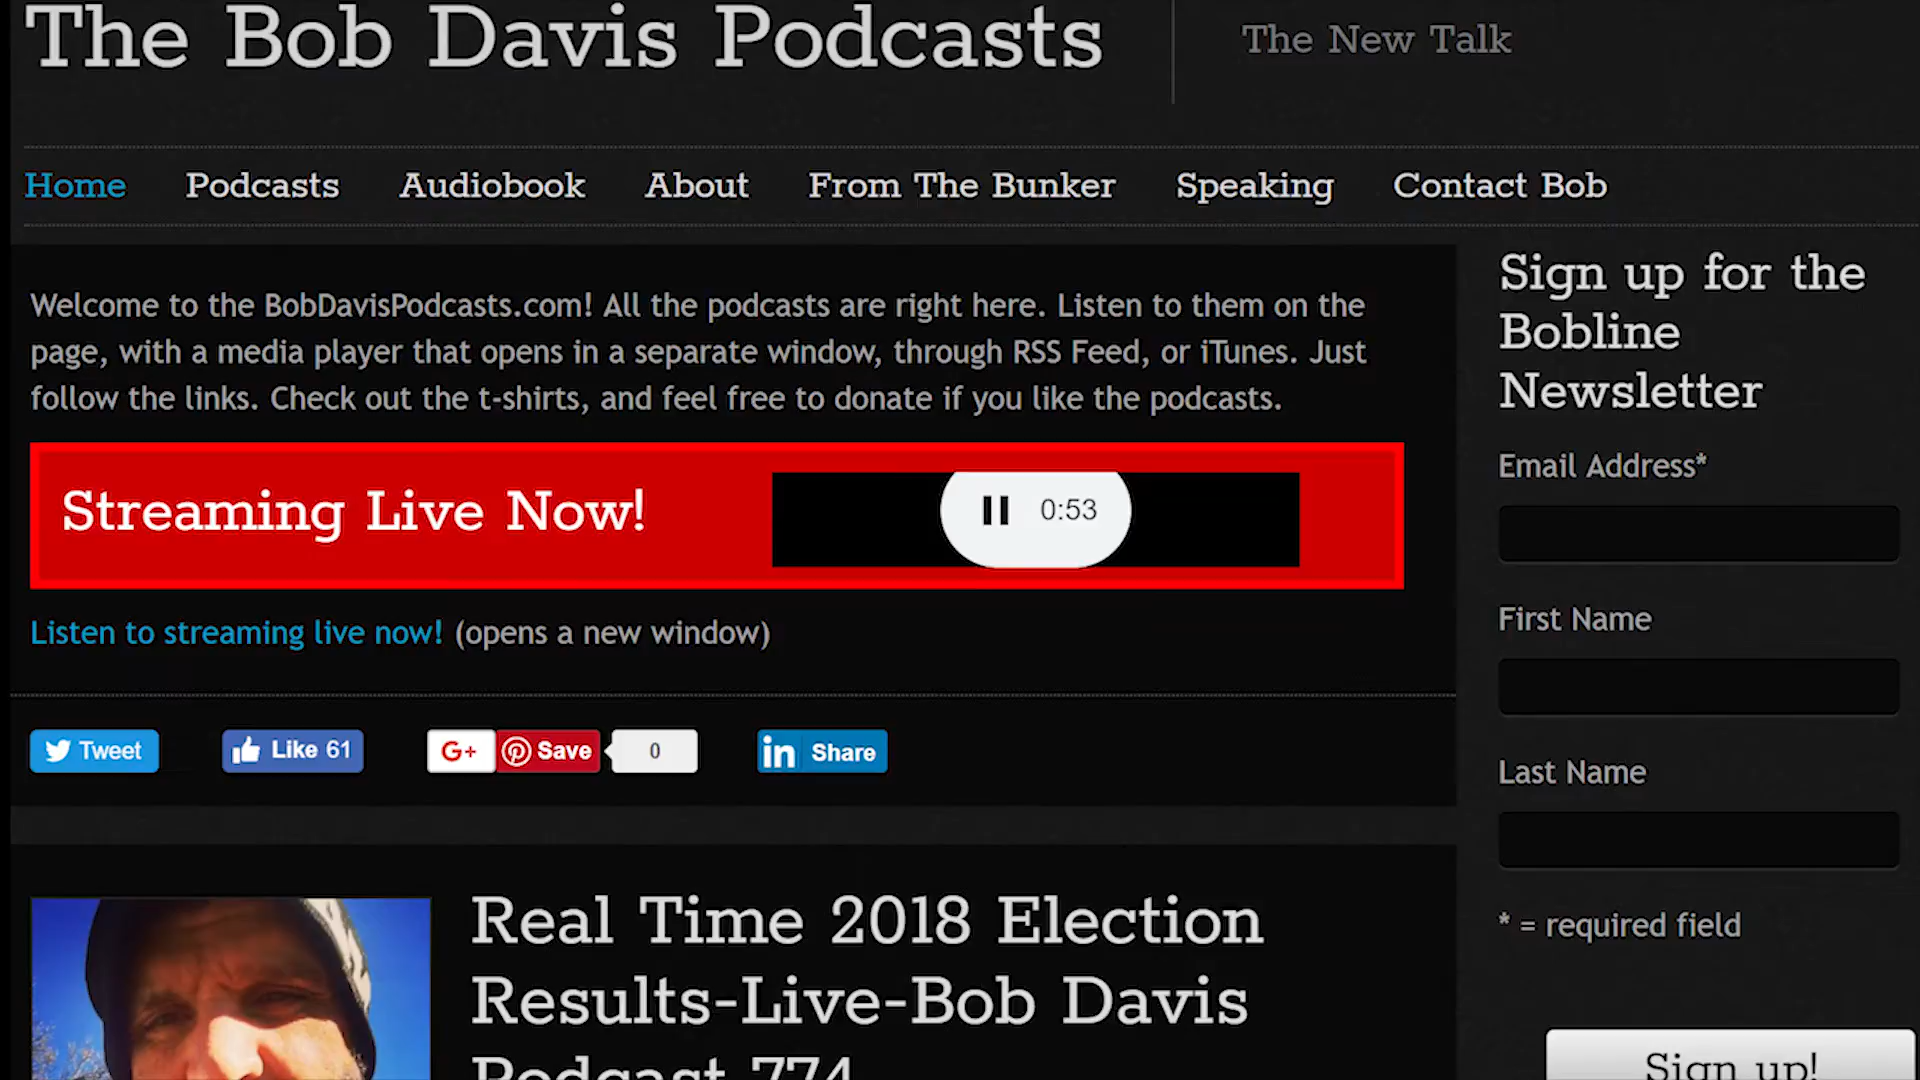 The Bob Davis Podcasts
The New Talk
Home Podcasts Audiobook About From The Bunker Speaking Contact Bob
Welcome to the BobDavisPodcasts.com! All the podcasts are right here. Listen to them on the
page, with a media player that opens in a separate window, through RSS Feed, or iTunes. Just
follow the links. Check out the t-shirts, and feel free to donate if you like the podcasts.
Streaming Live Now!
0:53
Listen to streaming live now! (opens a new window)
Tweet
Like 61
G+
Save
0
in Share
Real Time 2018 Election
Results-Live-Bob Davis
Podcast 774
Sign up for the
Bobline
Newsletter
Email Address*
First Name
Last Name
* = required field
Sign up!